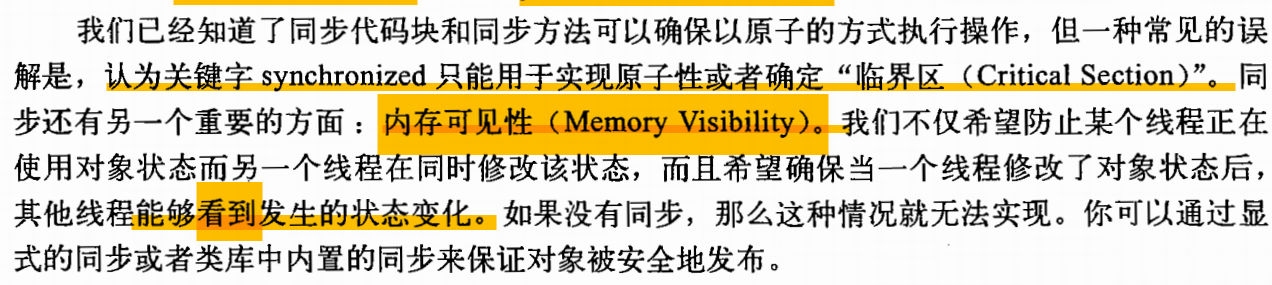 我们已经知道了同步代码块和同步方法可以确保以原子的方式执行操作，但一种常见的误
解是，认为关键字 synchronized 只能用于实现原子性或者确定“临界区（Critical Section）”。同
步还有另一个重要的方面：内存可见性（Memory Visibility）。我们不仅希望防止某个线程正在
使用对象状态而另一个线程在同时修改该状态，而且希望确保当一个线程修改了对象状态后，
其他线程能够看到发生的状态变化。如果没有同步，那么这种情况就无法实现。你可以通过显
式的同步或者类库中内置的同步来保证对象被安全地发布。